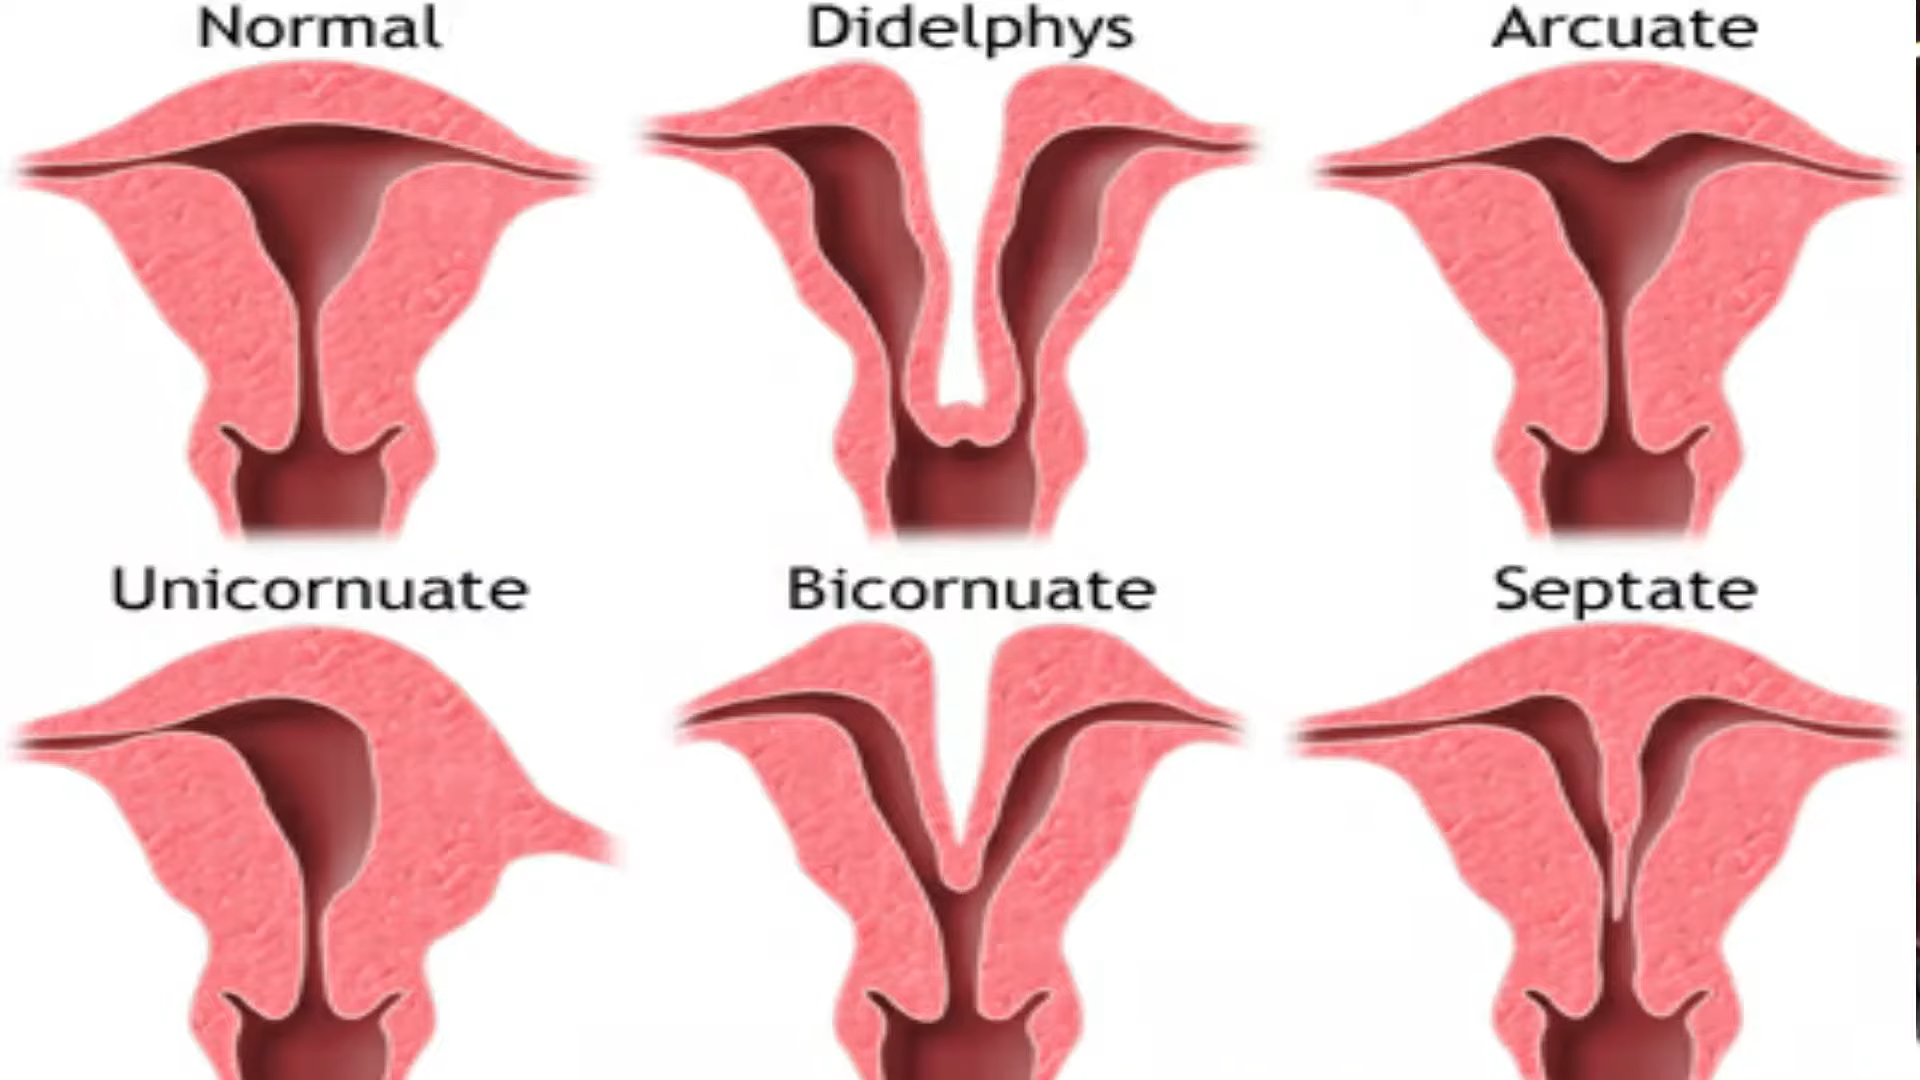 Normal
Didelphys
Arcuate
Unicornuate
Bicornuate
Septate